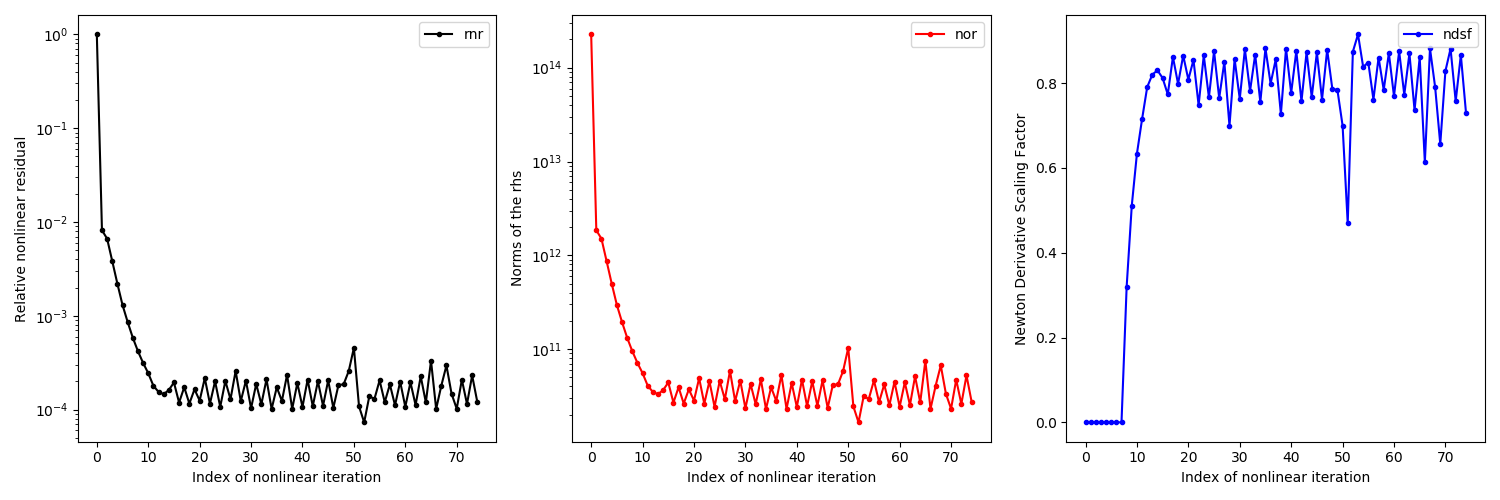 Relative nonlinear residual
10^0
10^-1
10^-2
10^-3
10^-4
0 10 20 30 40 50 60 70
Index of nonlinear iteration
rnr
Norms of the rhs
10^14
10^13
10^12
10^11
0 10 20 30 40 50 60 70
Index of nonlinear iteration
nor
Newton Derivative Scaling Factor
0.8
0.6
0.4
0.2
0.0
0 10 20 30 40 50 60 70
Index of nonlinear iteration
ndsf